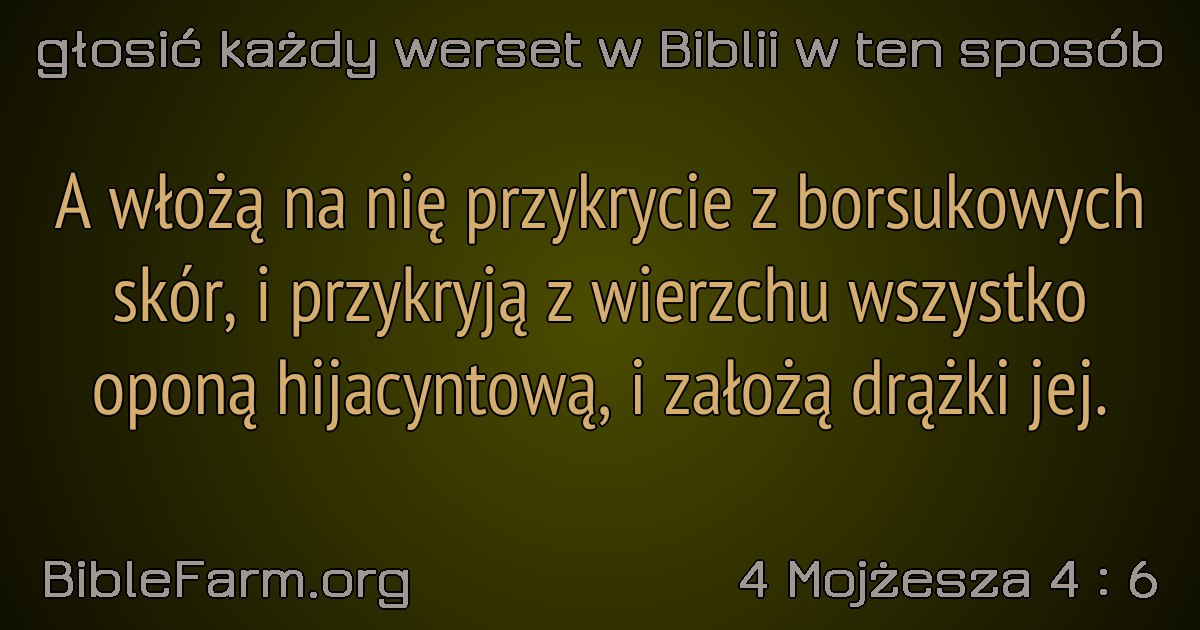 głosić każdy werset w Biblii w ten sposób
A włożą na nię przykrycie z borsukowych
skór, i przykryją z wierzchu wszystko
oponą hijacyntową, i założą drążki jej.
BibleFarm.org
4 Mojżesza 4 : 6